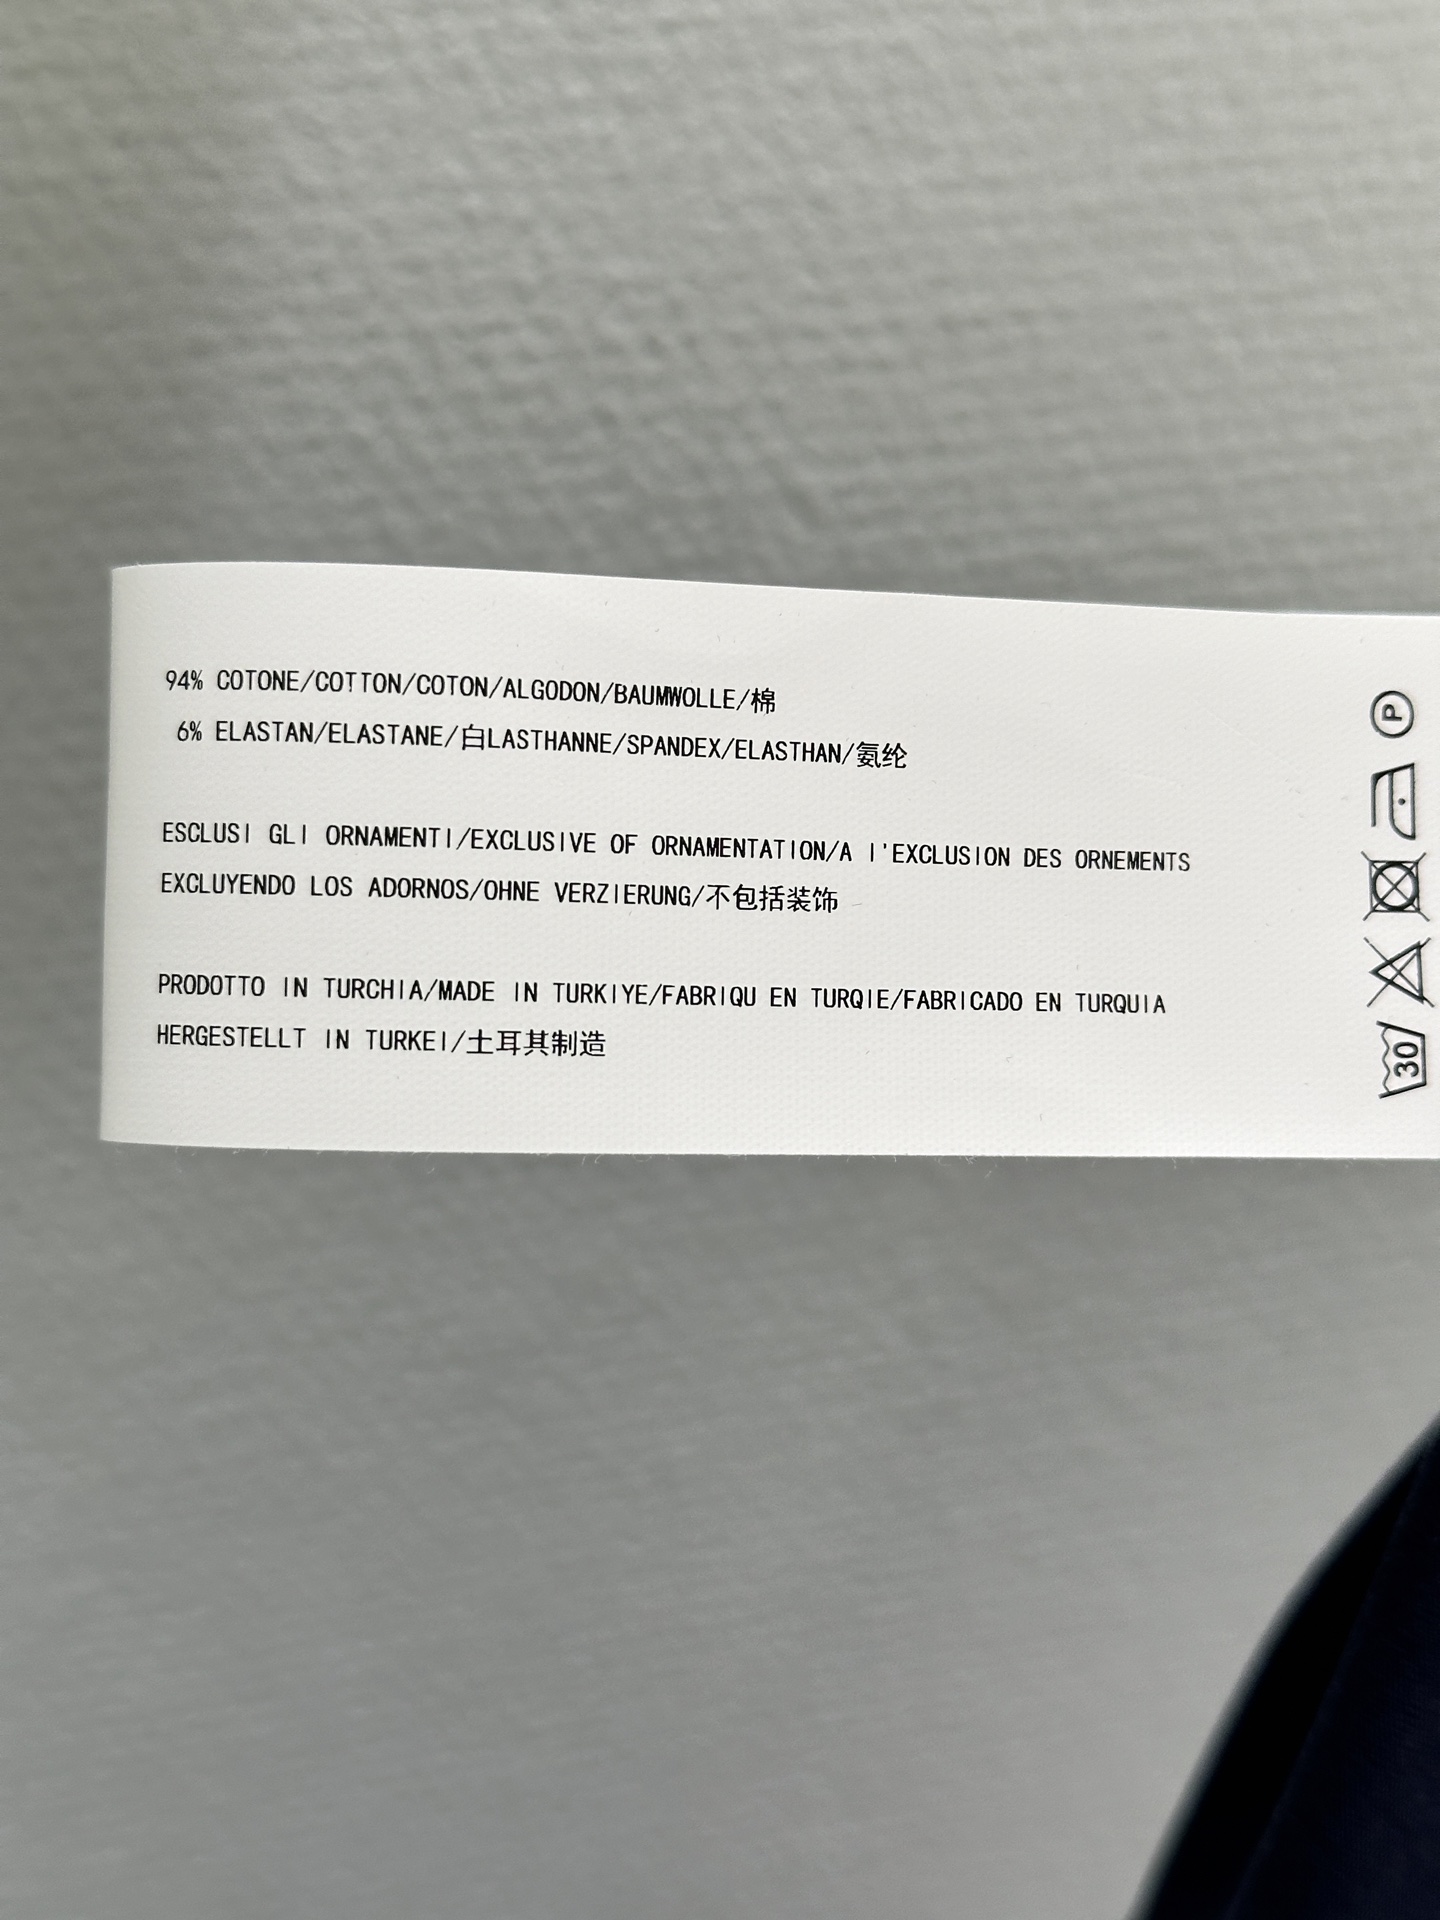 94% COTONE/COTTON/COTON/ALGODON/BAUMWOLLE/棉
6% ELASTAN/ELASTANE/白LASTHANNE/SPANDEX/ELASTHAN/氨纶
ESCLUSI GLI ORNAMENTI/EXCLUSIVE OF ORNAMENTATION/A l'EXCLUSION DES ORNEMENTS
EXCLUYENDO LOS ADORNOS/OHNE VERZIERUNG/不包括装饰
PRODOTTO IN TURCHIA/MADE IN TURKIYE/FABRIQU EN TURQIE/FABRICADO EN TURQUIA
HERGESTELLT IN TURKEI/土耳其制造
P
30